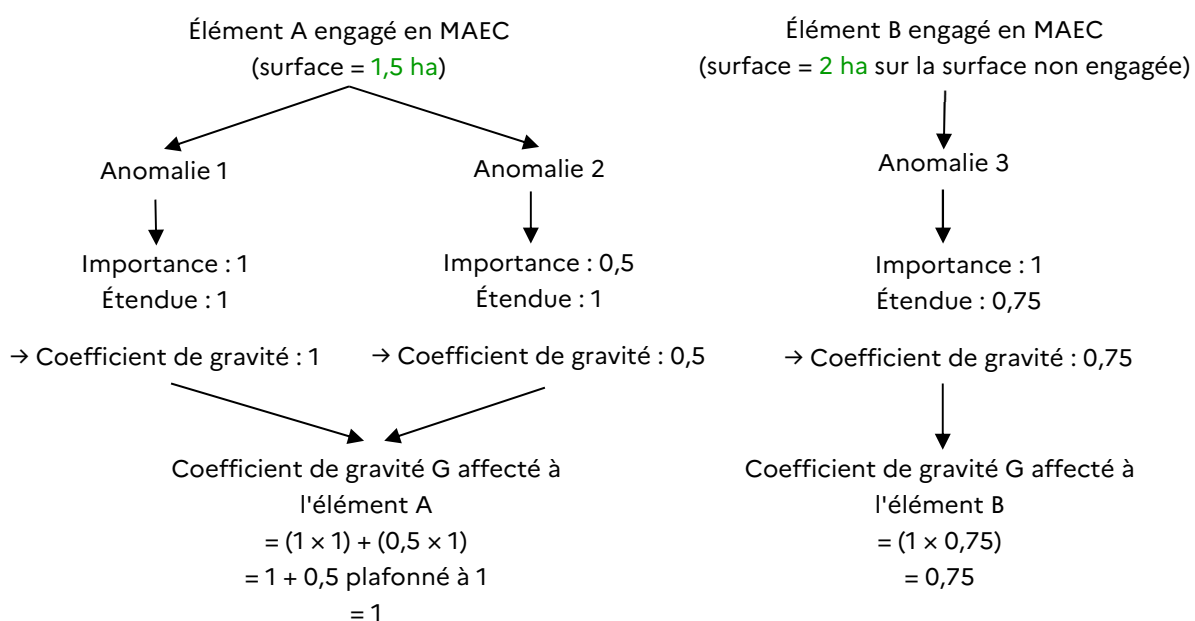 Élément A engagé en MAEC
(surface = 1,5 ha)
Anomalie 1
Importance : 1
Étendue : 1
→ Coefficient de gravité : 1
Anomalie 2
Importance : 0,5
Étendue : 1
→ Coefficient de gravité : 0,5
Coefficient de gravité G affecté à
l'élément A
= (1 × 1) + (0,5 × 1)
= 1 + 0,5 plafonné à 1
= 1
Élément B engagé en MAEC
(surface = 2 ha sur la surface non engagée)
Anomalie 3
Importance : 1
Étendue : 0,75
→ Coefficient de gravité : 0,75
Coefficient de gravité G affecté à
l'élément B
= (1 × 0,75)
= 0,75